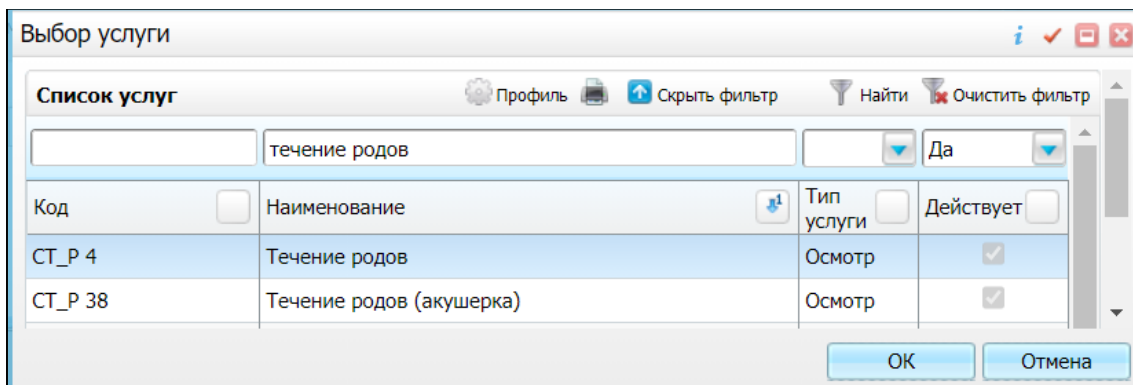 Выбор услуги
Список услуг Профиль Скрыть фильтр Найти Очистить фильтр
течение родов Да
Код Наименование 1 Тип услуги Действует
СТ_Р 4 Течение родов Осмотр
СТ_Р 38 Течение родов (акушерка) Осмотр
ОК Отмена